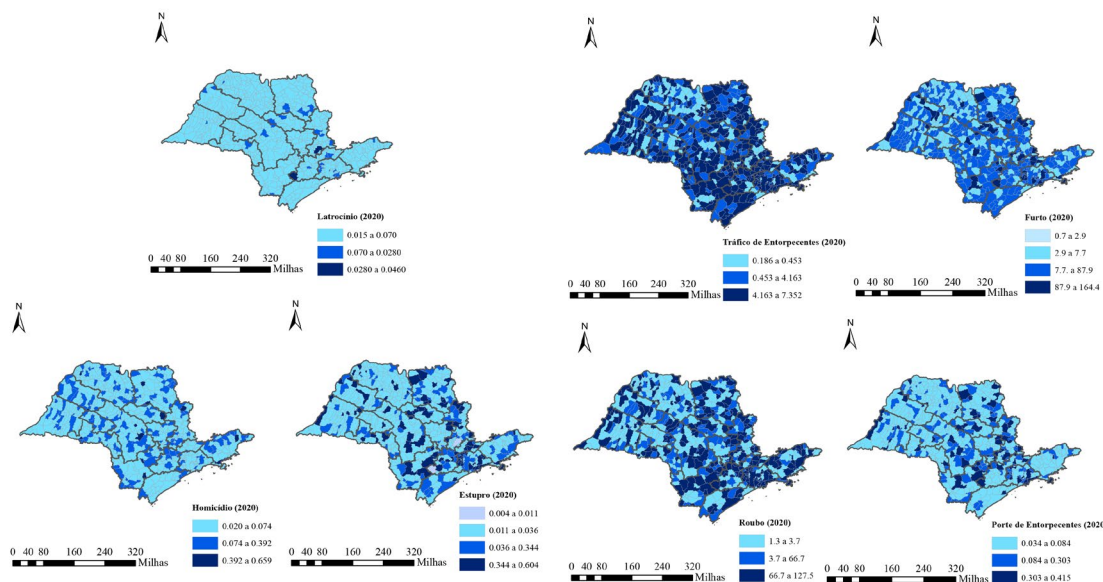 N
Latrocínio (2020)
0.015 a 0.070
0.070 a 0.0280
0.0280 a 0.0460
0 40 80 160 240 320
Milhas
N
Tráfico de Entorpecentes (2020)
0.186 a 0.453
0.453 a 4.163
4.163 a 7.352
0 40 80 160 240 320
Milhas
N
Furto (2020)
0.7 a 2.9
2.9 a 7.7
7.7. a 87.9
87.9 a 164.4
0 20 40 80 120 160
Milhas
N
Homicídio (2020)
0.020 a 0.074
0.074 a 0.392
0.392 a 0.659
0 40 80 160 240 320
Milhas
N
Estupro (2020)
0.004 a 0.011
0.011 a 0.036
0.036 a 0.344
0.344 a 0.604
0 40 80 160 240 320
Milhas
N
Roubo (2020)
1.3 a 3.7
3.7 a 66.7
66.7 a 127.5
0 40 80 160 240 320
Milhas
N
Porte de Entorpecentes (2020
0.034 a 0.084
0.084 a 0.303
0.303 a 0.415
0 40 80 160 240 320
Milhas